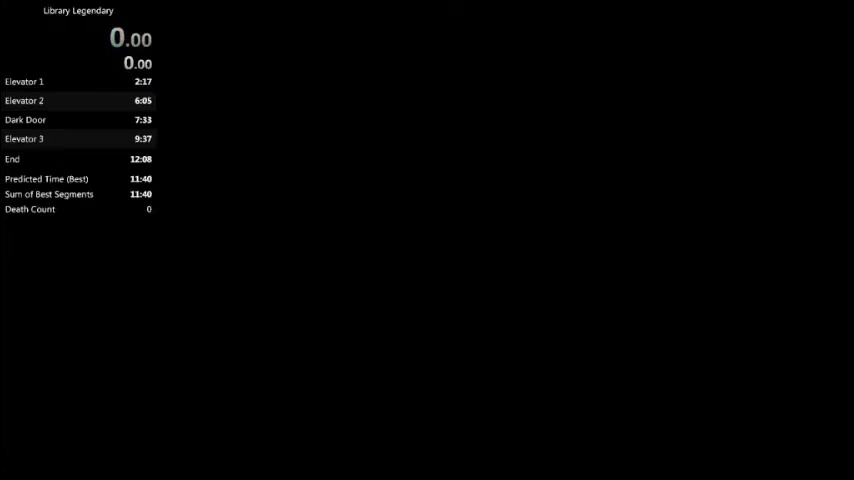 Library Legendary
0.00
0.00
Elevator 1 2:17
Elevator 2 6:05
Dark Door 7:33
Elevator 3 9:37
End 12:08
Predicted Time (Best) 11:40
Sum of Best Segments 11:40
Death Count 0